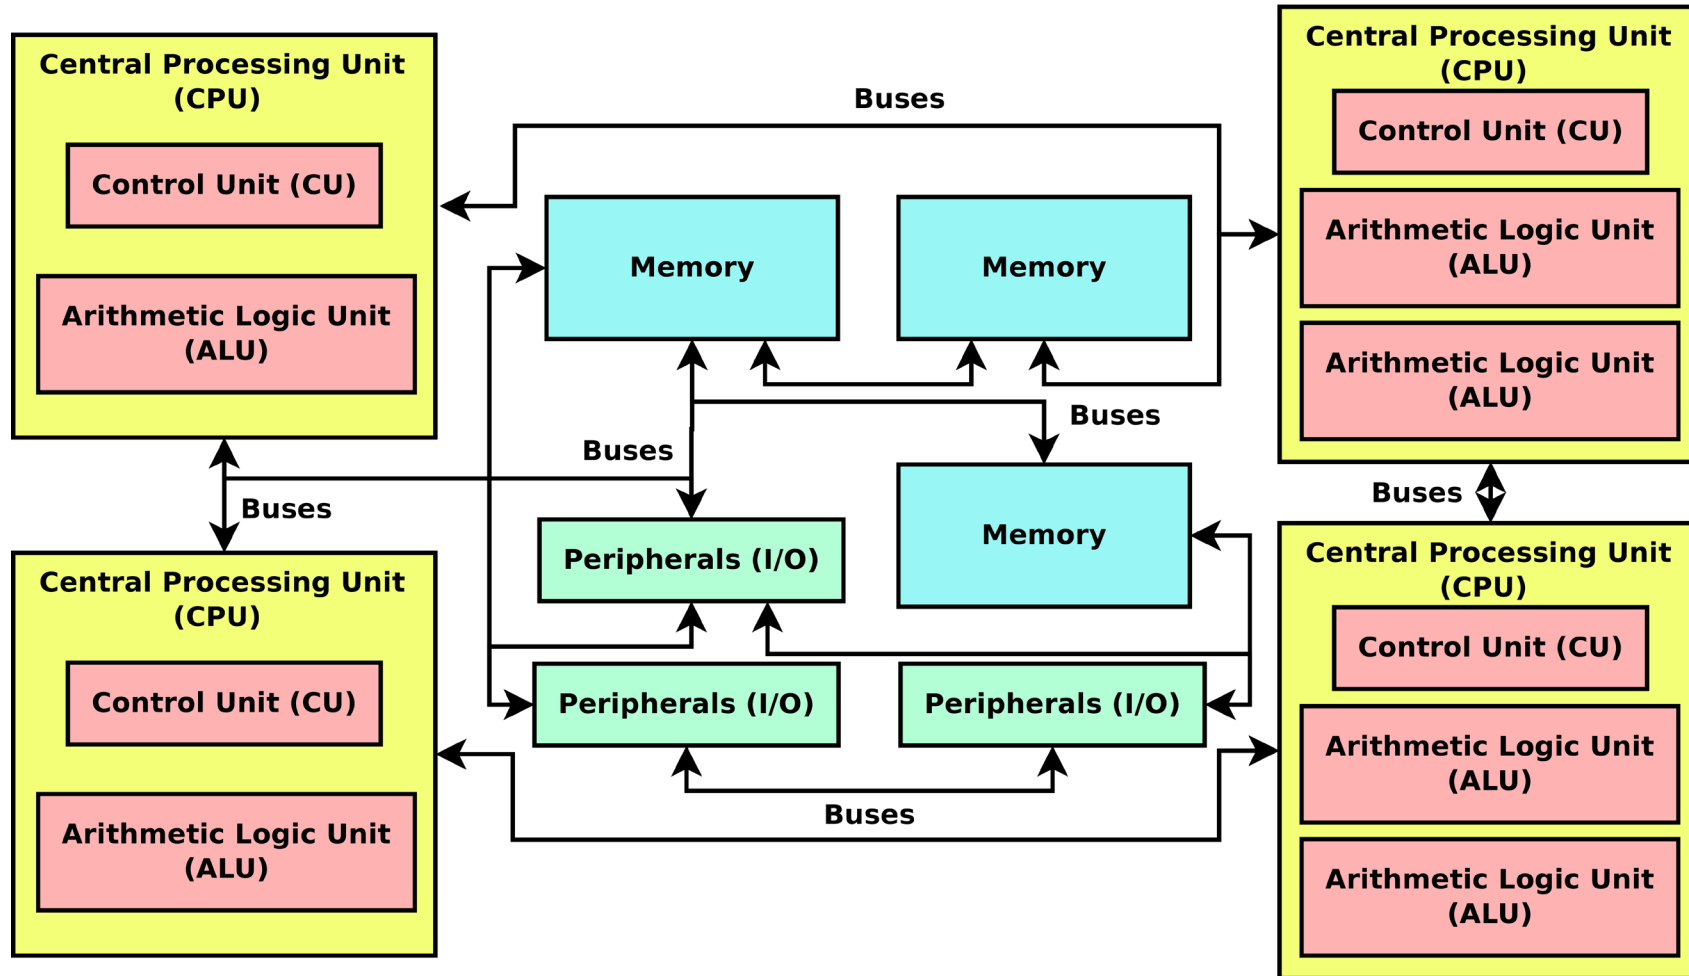 Central Processing Unit
(CPU)
Control Unit (CU)
Arithmetic Logic Unit
(ALU)
Buses
Central Processing Unit
(CPU)
Control Unit (CU)
Arithmetic Logic Unit
(ALU)
Arithmetic Logic Unit
(ALU)
Memory
Memory
Buses
Buses
Buses
Buses
Memory
Peripherals (I/O)
Peripherals (I/O)
Peripherals (I/O)
Buses
Central Processing Unit
(CPU)
Control Unit (CU)
Arithmetic Logic Unit
(ALU)
Central Processing Unit
(CPU)
Control Unit (CU)
Arithmetic Logic Unit
(ALU)
Arithmetic Logic Unit
(ALU)